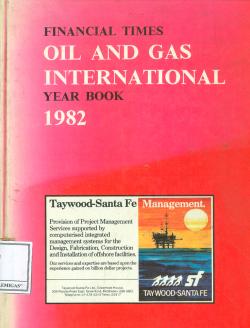 FINANCIAL TIMES
OIL AND GAS
INTERNATIONAL
YEAR BOOK
1982
Taywood-Santa Fe
Management.
Provision of Project Management
Services supported by
computerised integrated
management systems for the
Design, Fabrication, Construction
and Installation of offshore facilities.
Our services and expertise are based upon the
experience gained on billion dollar projects.
sf
TAYWOOD-SANTA FE